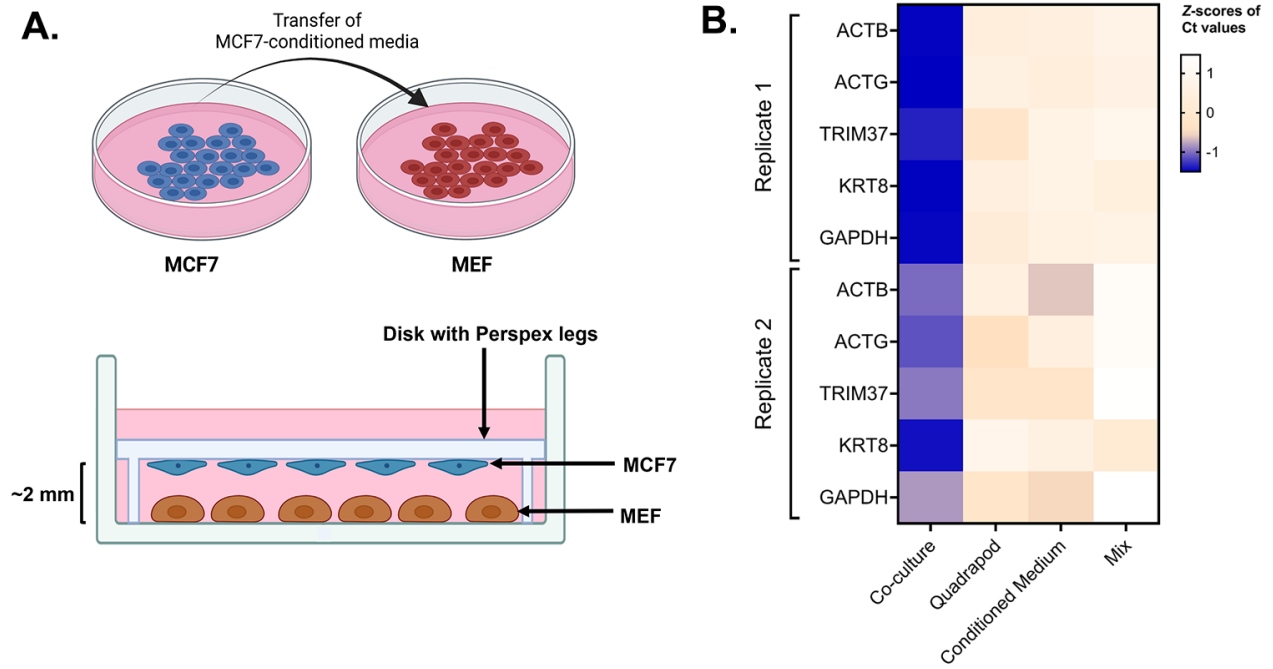 A.
Transfer of
MCF7-conditioned media
MCF7
MEF
Disk with Perspex legs
~2 mm
MCF7
MEF
B.
Z-scores of
Ct values
1
0
-1
Replicate 1
ACTB
ACTG
TRIM37
KRT8
GAPDH
Replicate 2
ACTB
ACTG
TRIM37
KRT8
GAPDH
Co-culture
Quadrapod
Conditioned Medium
Mix